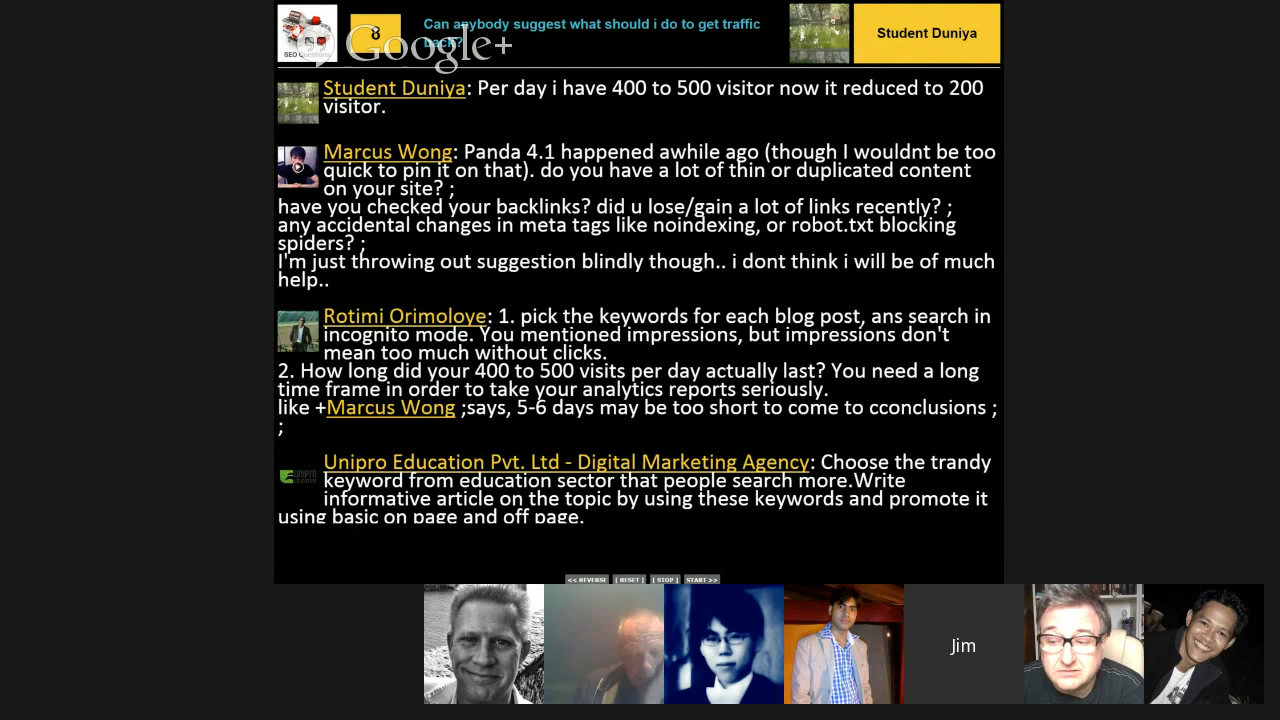 SEO Questions
8
Can anybody suggest what should i do to get traffic
back?
Google+
Student Duniya
Student Duniya: Per day i have 400 to 500 visitor now it reduced to 200
visitor.
Marcus Wong: Panda 4.1 happened awhile ago (though I wouldnt be too
quick to pin it on that). do you have a lot of thin or duplicated content
on your site? ;
have you checked your backlinks? did u lose/gain a lot of links recently? ;
any accidental changes in meta tags like noindexing, or robot.txt blocking
spiders? ;
I'm just throwing out suggestion blindly though.. i dont think i will be of much
help..
Rotimi Orimoloye: 1. pick the keywords for each blog post, ans search in
incognito mode. You mentioned impressions, but impressions don't
mean too much without clicks.
2. How long did your 400 to 500 visits per day actually last? You need a long
time frame in order to take your analytics reports seriously.
like +Marcus Wong ;says, 5-6 days may be too short to come to cconclusions ;
;
UNIPRO
EDUCATION
Unipro Education Pvt. Ltd - Digital Marketing Agency: Choose the trandy
keyword from education sector that people search more.Write
informative article on the topic by using these keywords and promote it
using basic on page and off page.
<< REVERSE [ RESET ] [ STOP ] START >>
Jim